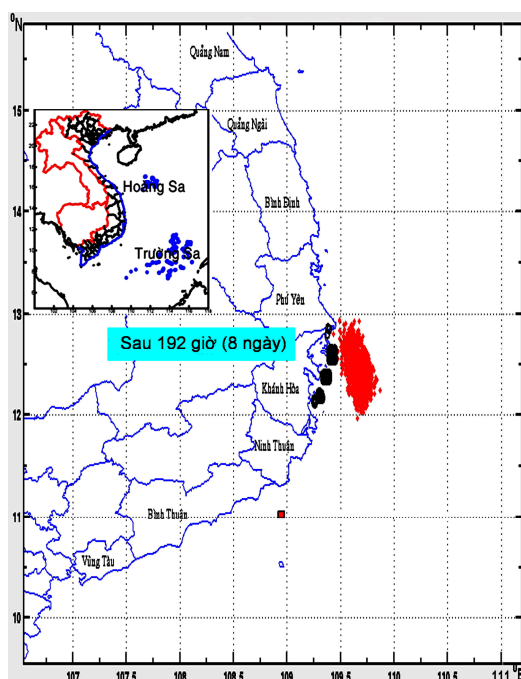 ⁰N
Quảng Nam
15
Quảng Ngãi
Hoàng Sa
14
Bình Định
Trường Sa
Phú Yên
13
Sau 192 giờ (8 ngày)
Khánh Hòa
12
Ninh Thuận
11
Bình Thuận
Vũng Tàu
10
107 107.5 108 108.5 109 109.5 110 110.5 111 ⁰E